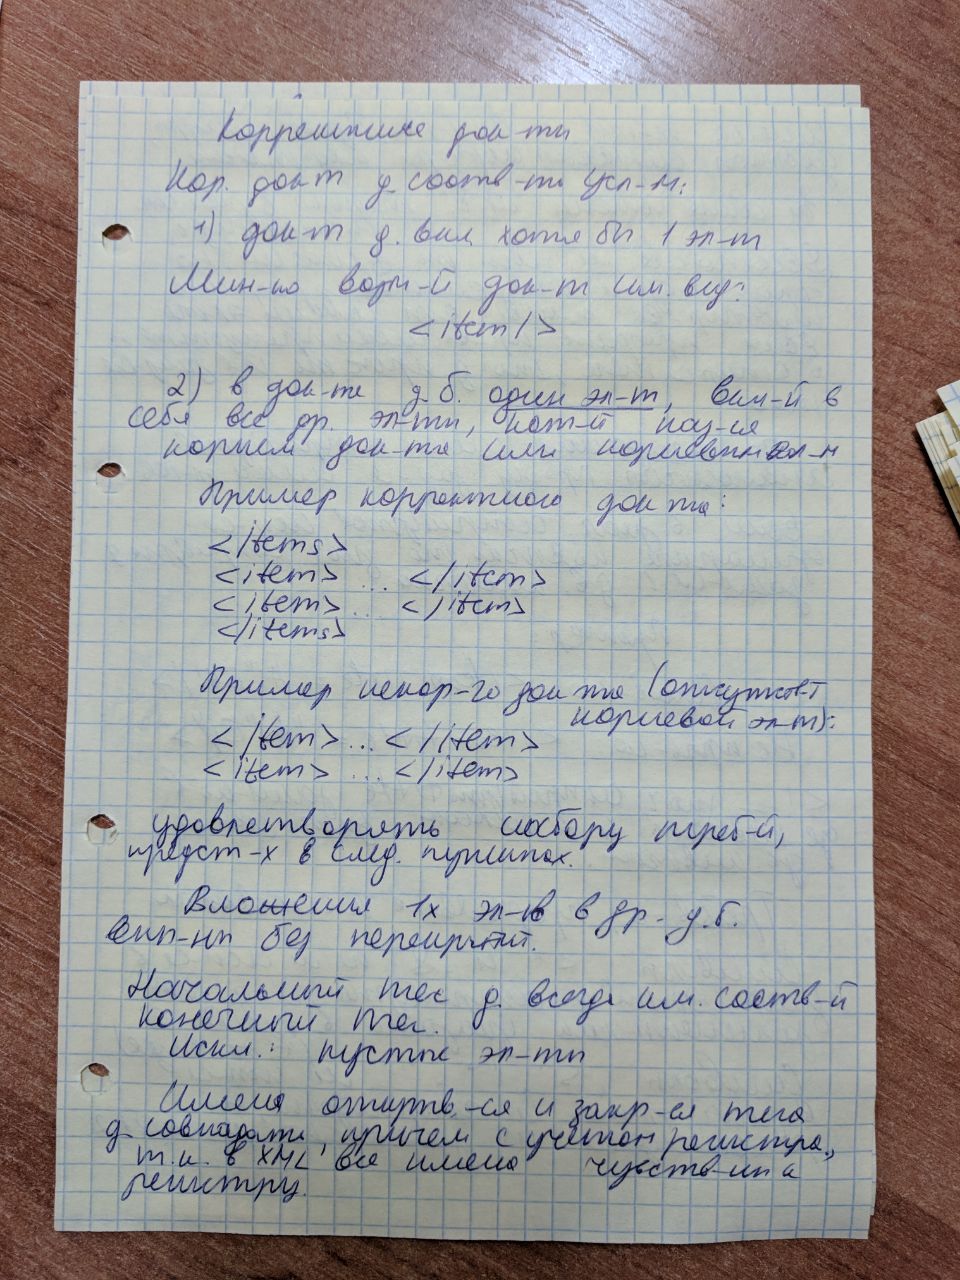 Корректные док-ты
Кор. док-т д. соотв-ть усл-м:
1) док-т д. вкл хотя бы 1 эл-т
Мин-но возм-й док-т им. вид:
<item/>
2) в док-те д.б. один эл-т, вкл-й в
себя все др. эл-ты, кот-й наз-ся
корнем док-та или корневым эл-м
Пример корректного док-та:
</items>
<item> ... </item>
<item> ... </item>
</items>
Пример некор-го док-та (отсутств-т
корневой эл-т):
</item> ... </item>
<item> ... </item>
удовлетворять набору треб-й,
предст-х в след. пунктах.
Вложения 1х эл-в в др. д.б.
вып-ны без перекрытий.
Начальный тег д. всегда им. соотв-й
конечный тег.
Искл.: пустые эл-ты
Имена открыв-ся и закр-ся тега
д. совпадать, причем с учетом регистра,
т.к. в XML все имена чувств-ны к
регистру.